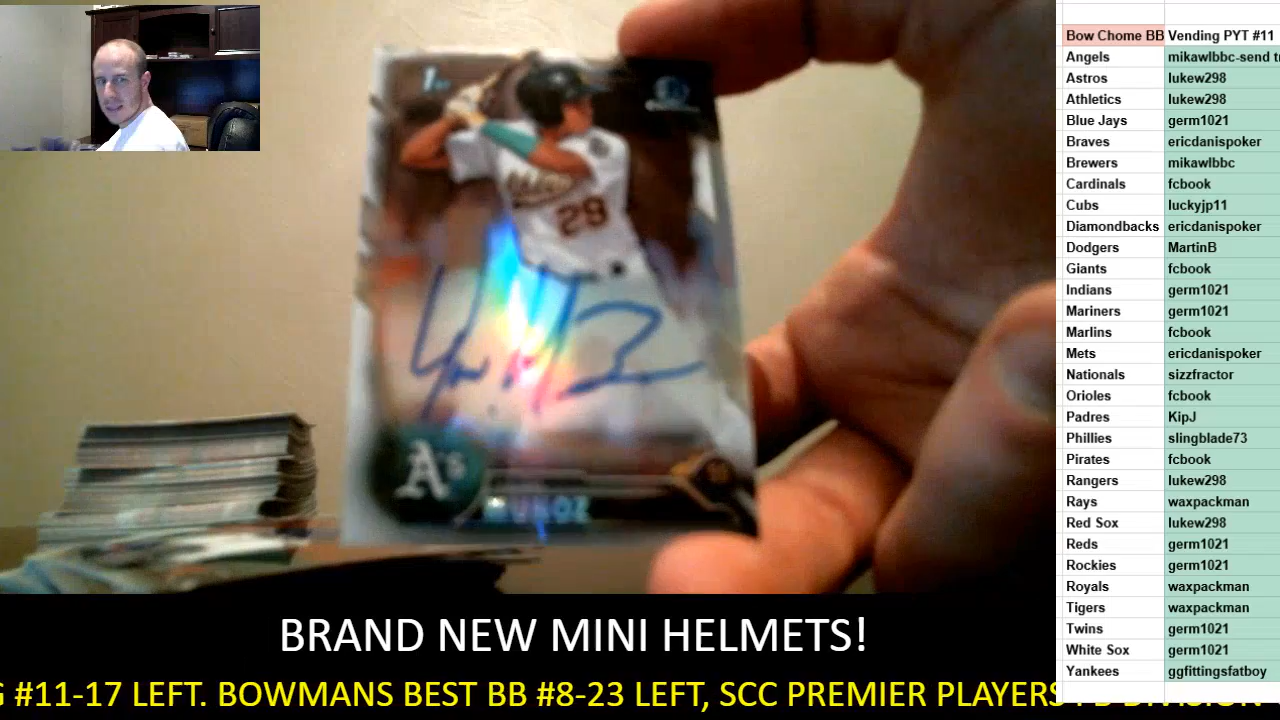 1st
29
A's
MUNOZ
BRAND NEW MINI HELMETS!
G #11-17 LEFT. BOWMANS BEST BB #8-23 LEFT, SCC PREMIER PLAYERS
Bow Chome BB Vending PYT #11
Angels mikawlbbc-send
Astros lukew298
Athletics lukew298
Blue Jays germ1021
Braves ericdanispoker
Brewers mikawlbbc
Cardinals fcbook
Cubs luckyjp11
Diamondbacks ericdanispoker
Dodgers MartinB
Giants fcbook
Indians germ1021
Mariners germ1021
Marlins fcbook
Mets ericdanispoker
Nationals sizzfractor
Orioles fcbook
Padres KipJ
Phillies slingblade73
Pirates fcbook
Rangers lukew298
Rays waxpackman
Red Sox lukew298
Reds germ1021
Rockies germ1021
Royals waxpackman
Tigers waxpackman
Twins germ1021
White Sox germ1021
Yankees ggfittingsfatboy